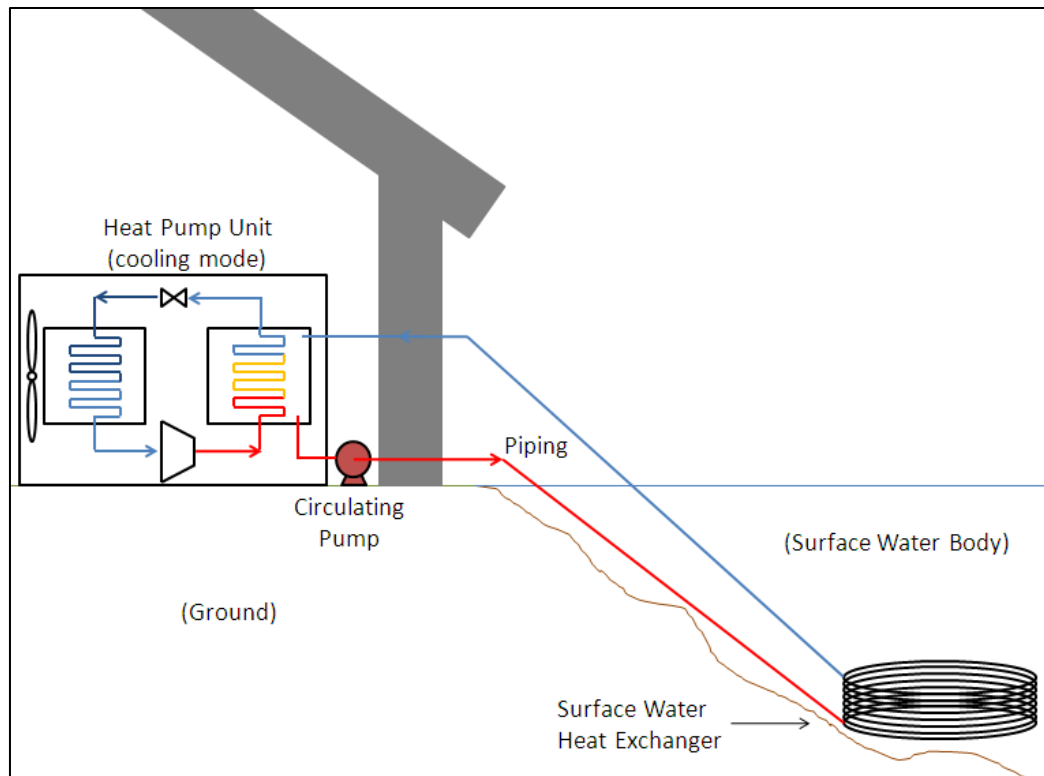 Heat Pump Unit
(cooling mode)
Piping
Circulating
Pump
(Surface Water Body)
(Ground)
Surface Water
Heat Exchanger